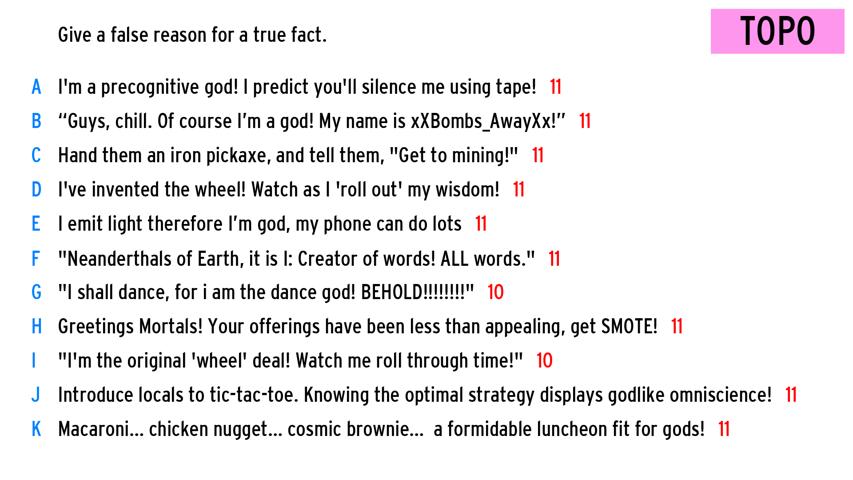 Give a false reason for a true fact.
TOPO
A I'm a precognitive god! I predict you'll silence me using tape! 11
B “Guys, chill. Of course I’m a god! My name is xXBombs_AwayXx!” 11
C Hand them an iron pickaxe, and tell them, "Get to mining!" 11
D I've invented the wheel! Watch as I 'roll out' my wisdom! 11
E I emit light therefore I’m god, my phone can do lots 11
F "Neanderthals of Earth, it is I: Creator of words! ALL words." 11
G "I shall dance, for i am the dance god! BEHOLD!!!!!!!!" 10
H Greetings Mortals! Your offerings have been less than appealing, get SMOTE! 11
I "I'm the original 'wheel' deal! Watch me roll through time!" 10
J Introduce locals to tic-tac-toe. Knowing the optimal strategy displays godlike omniscience! 11
K Macaroni... chicken nugget... cosmic brownie... a formidable luncheon fit for gods! 11